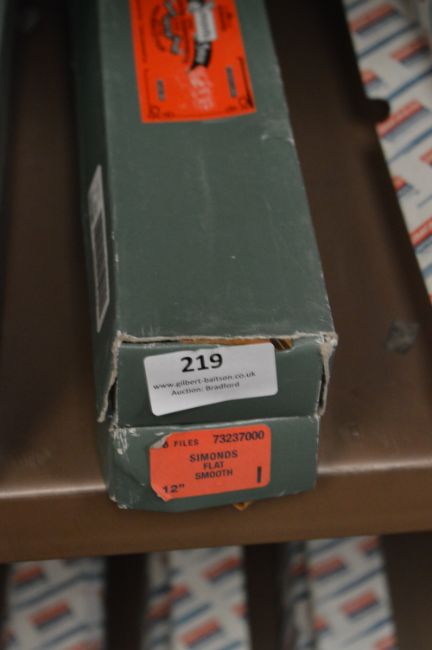 219
www.gilbert-baitson.co.uk
Auction: Bradford
6 FILES 73237000
SIMONDS
FLAT
SMOOTH
12"